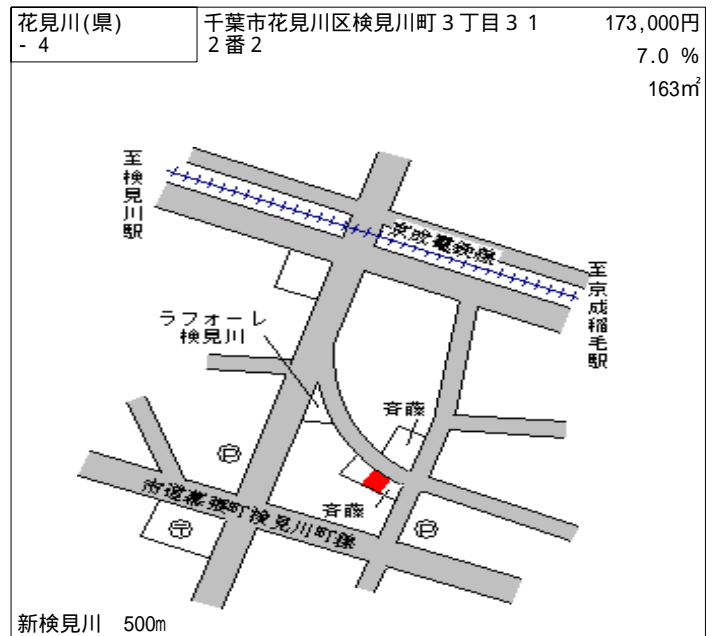 花見川(県)
- 4
千葉市花見川区検見川町３丁目３１
２番２
173,000円
7.0 %
163㎡
至検見川駅
京成電鉄線
至京成稲毛駅
ラフォーレ
検見川
斉藤
斉藤
市道幕張町検見川町線
新検見川　500m